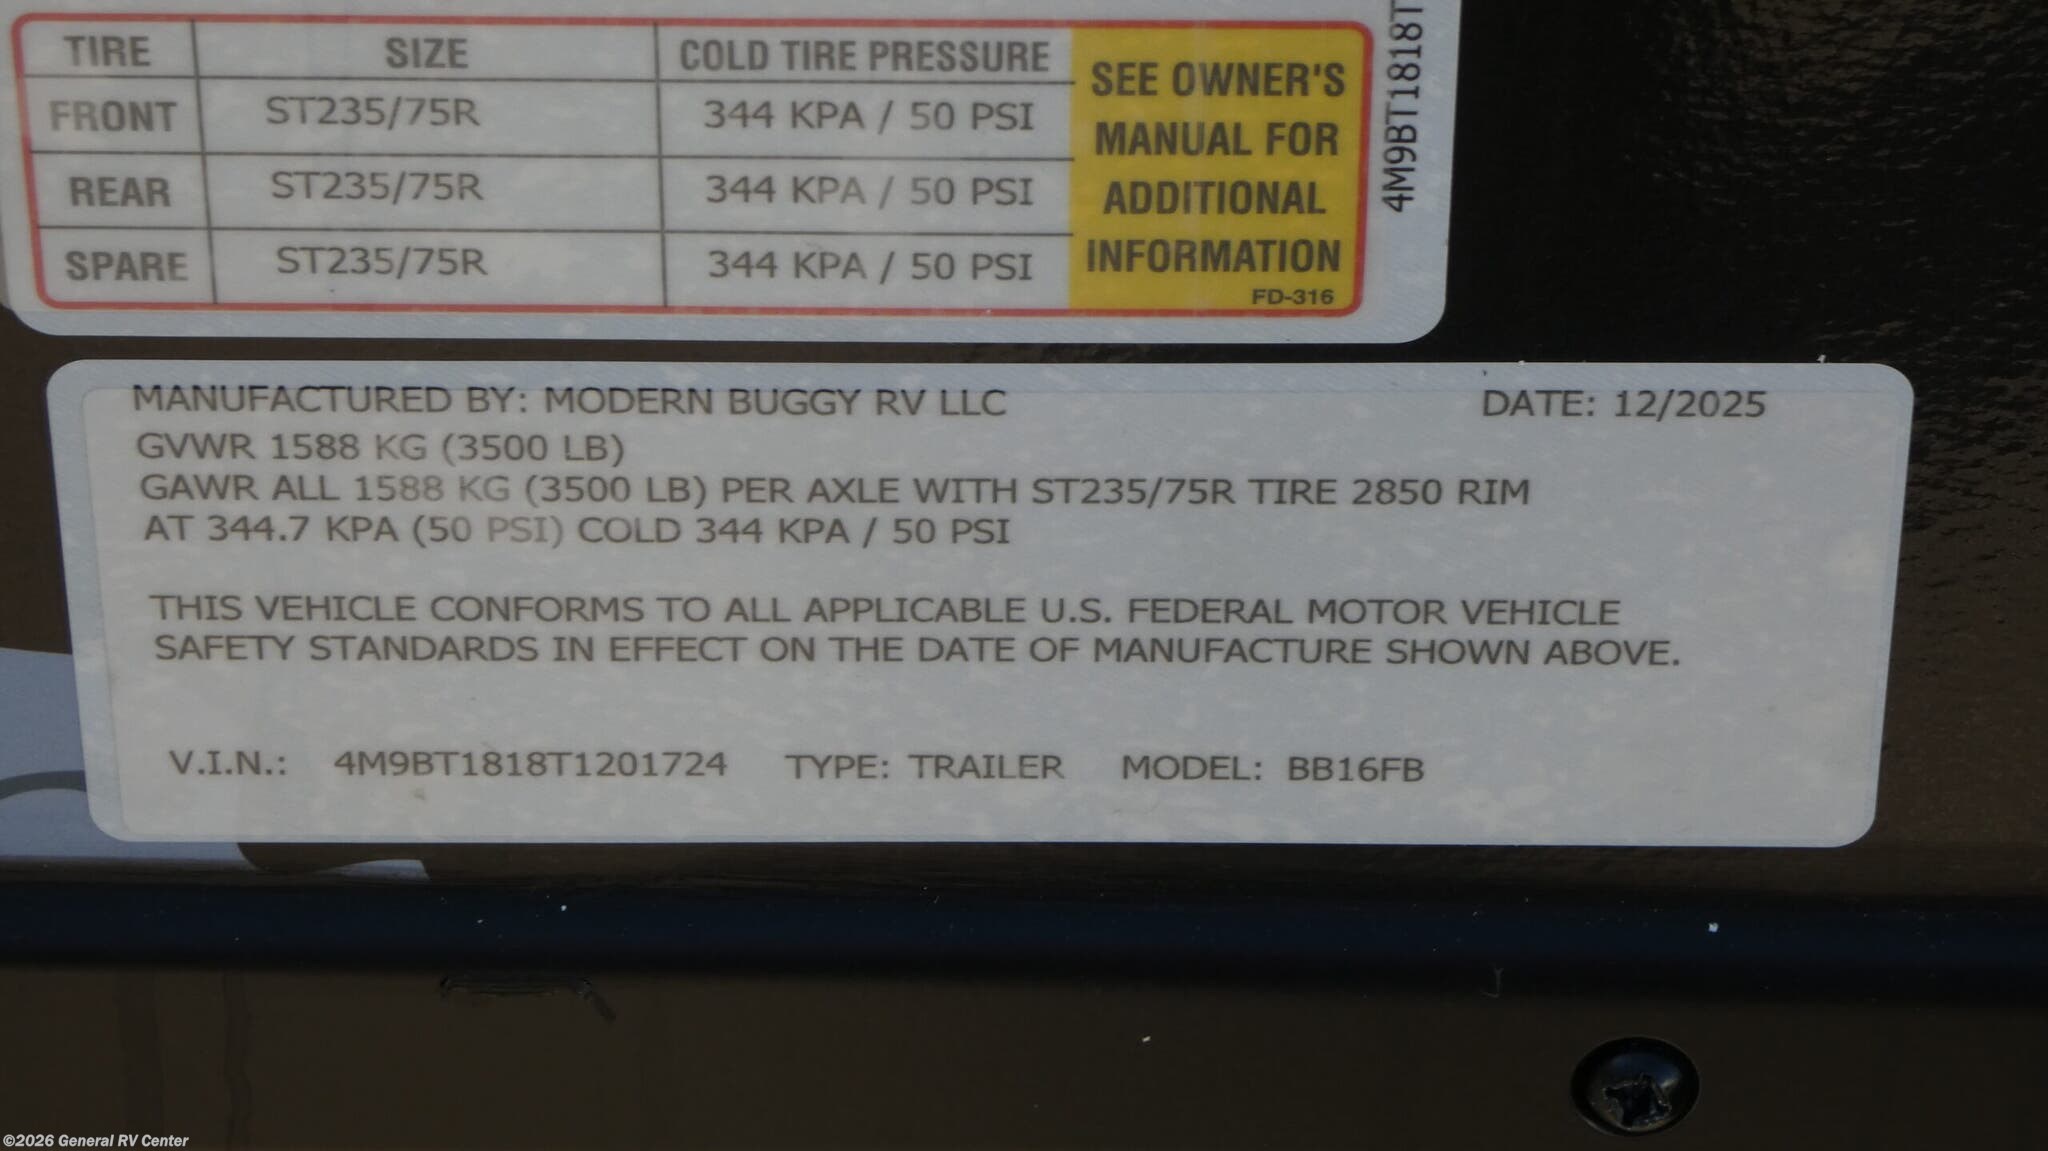 TIRE SIZE COLD TIRE PRESSURE
FRONT ST235/75R 344 KPA / 50 PSI
REAR ST235/75R 344 KPA / 50 PSI
SPARE ST235/75R 344 KPA / 50 PSI
SEE OWNER'S
MANUAL FOR
ADDITIONAL
INFORMATION
FD-316
4M9BT1818T
MANUFACTURED BY: MODERN BUGGY RV LLC DATE: 12/2025
GVWR 1588 KG (3500 LB)
GAWR ALL 1588 KG (3500 LB) PER AXLE WITH ST235/75R TIRE 2850 RIM
AT 344.7 KPA (50 PSI) COLD 344 KPA / 50 PSI
THIS VEHICLE CONFORMS TO ALL APPLICABLE U.S. FEDERAL MOTOR VEHICLE
SAFETY STANDARDS IN EFFECT ON THE DATE OF MANUFACTURE SHOWN ABOVE.
V.I.N.: 4M9BT1818T1201724 TYPE: TRAILER MODEL: BB16FB
©2026 General RV Center